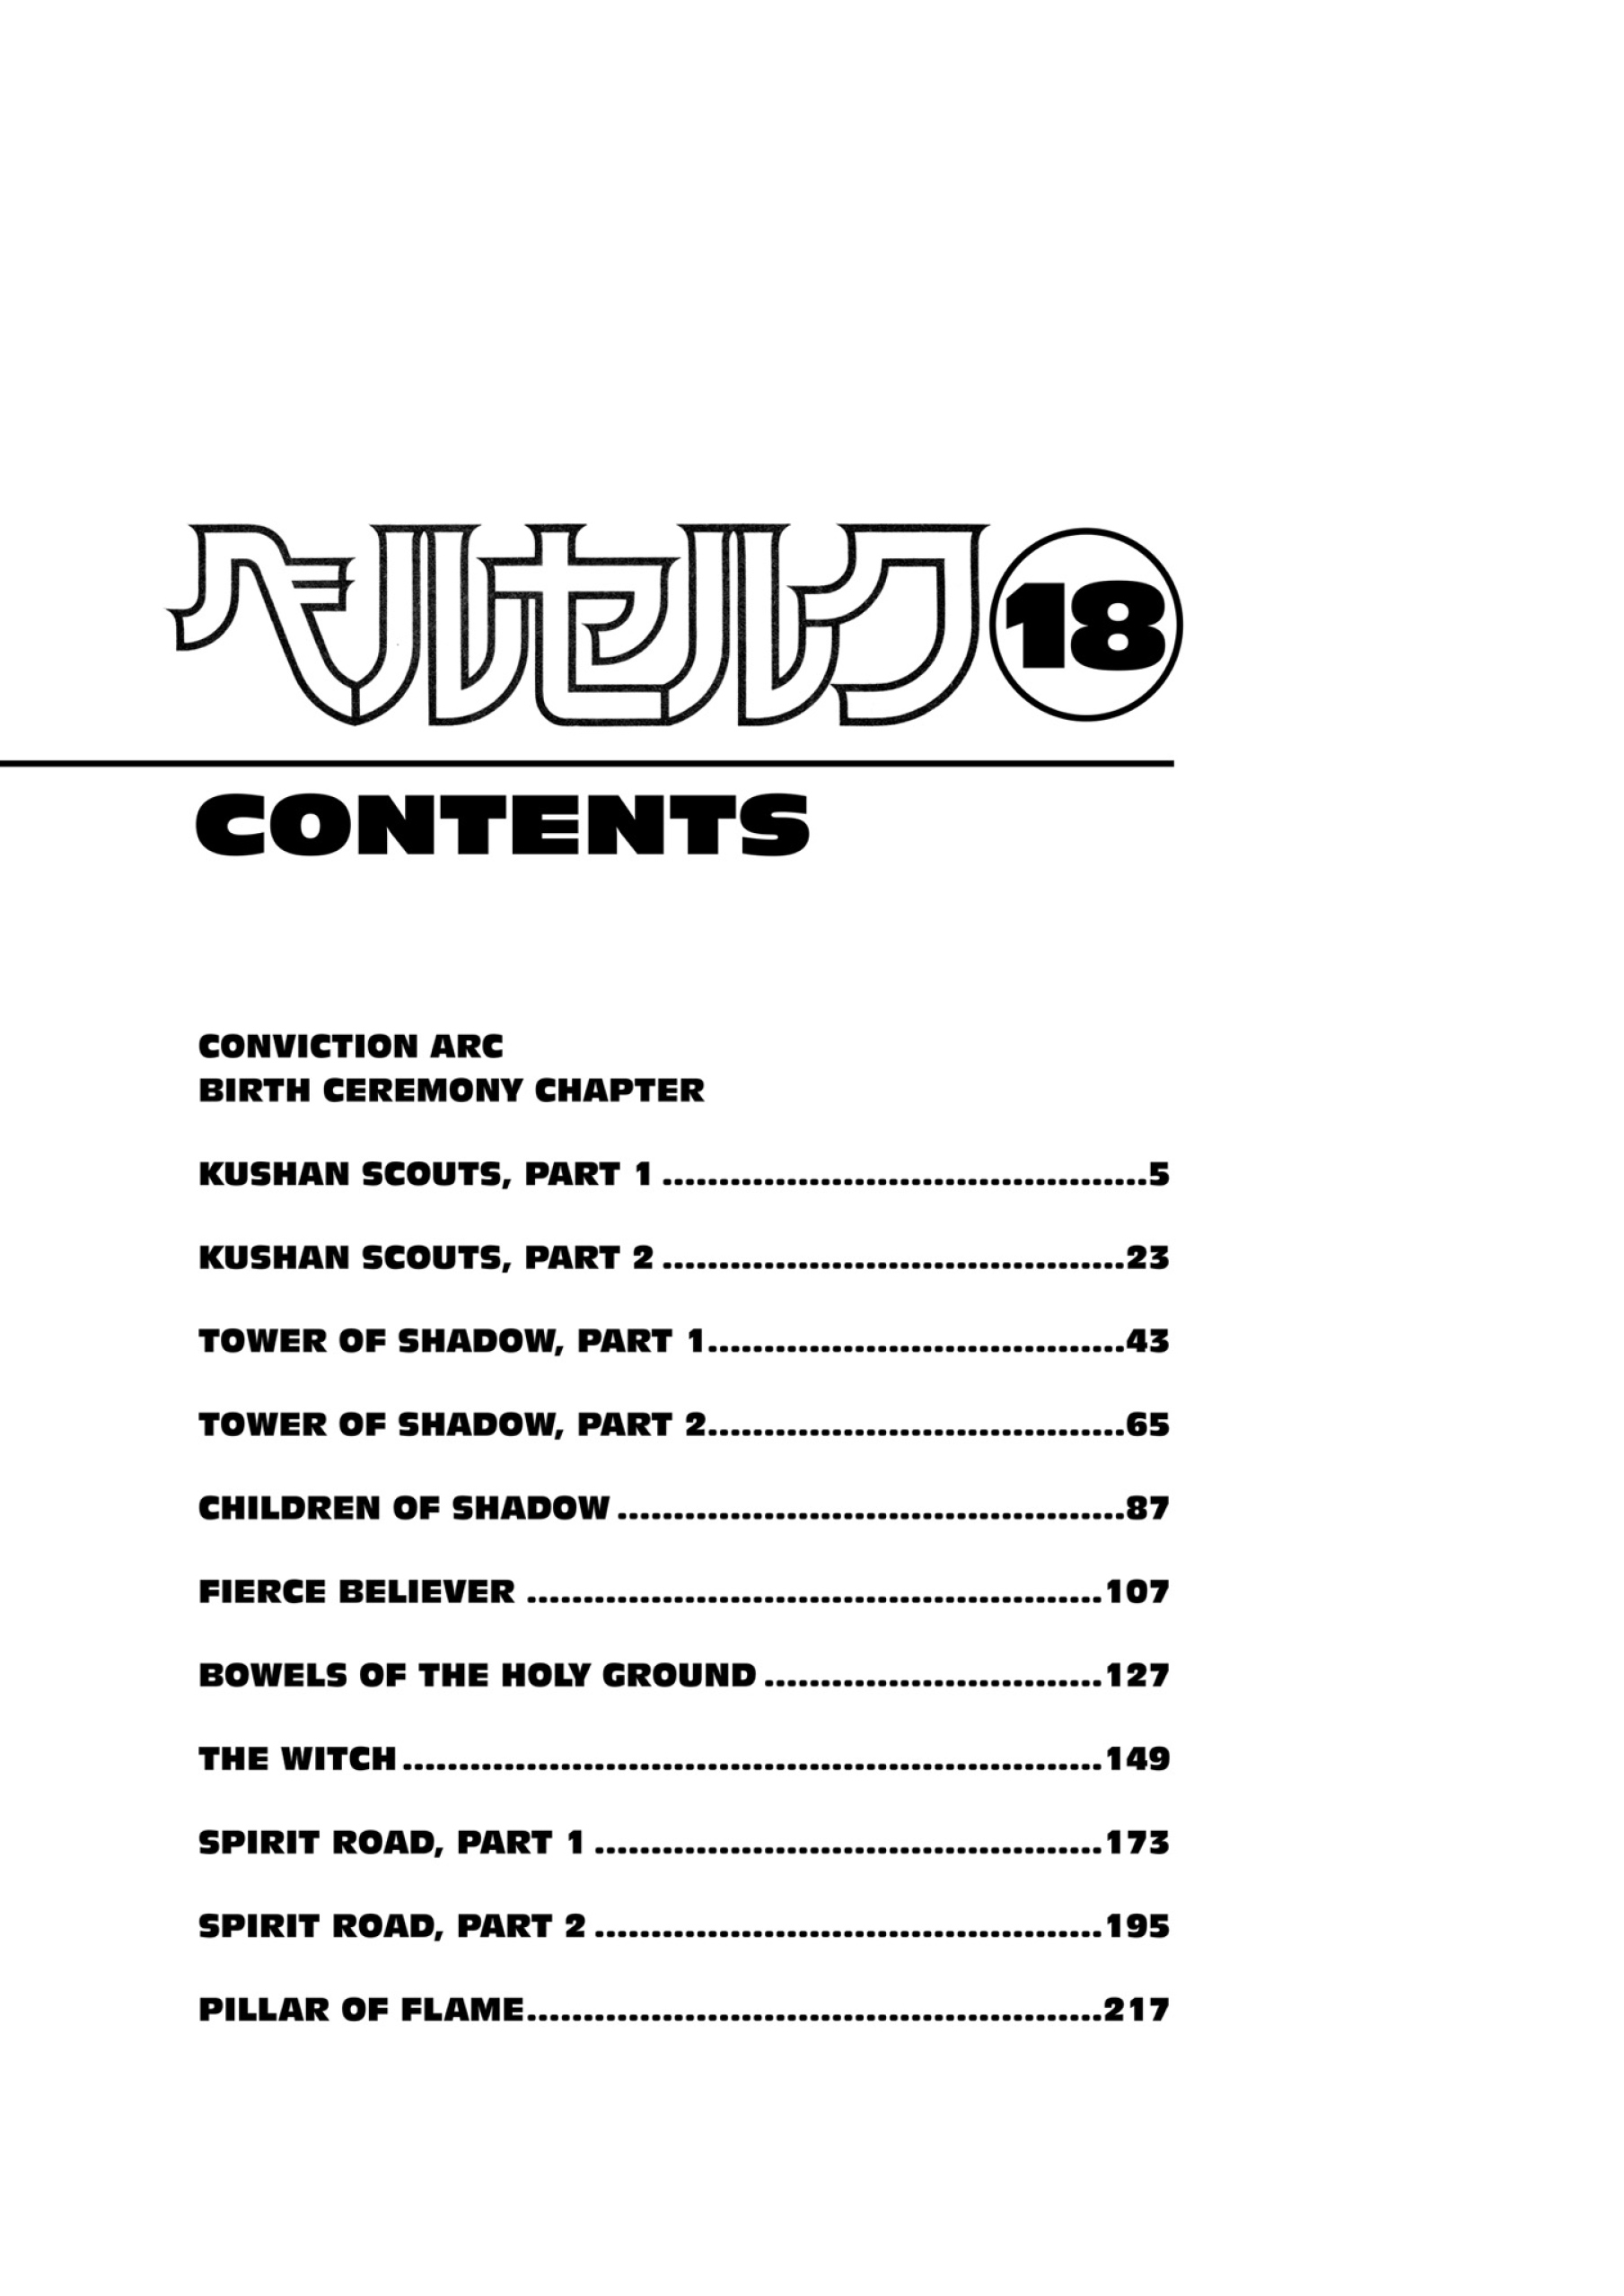 ベルセルク 18
CONTENTS
CONVICTION ARC
BIRTH CEREMONY CHAPTER
KUSHAN SCOUTS, PART 1 ..........................................5
KUSHAN SCOUTS, PART 2 ........................................23
TOWER OF SHADOW, PART 1....................................43
TOWER OF SHADOW, PART 2....................................65
CHILDREN OF SHADOW ............................................87
FIERCE BELIEVER ..................................................107
BOWELS OF THE HOLY GROUND ..............................127
THE WITCH.............................................................149
SPIRIT ROAD, PART 1 ............................................173
SPIRIT ROAD, PART 2 ............................................195
PILLAR OF FLAME..................................................217